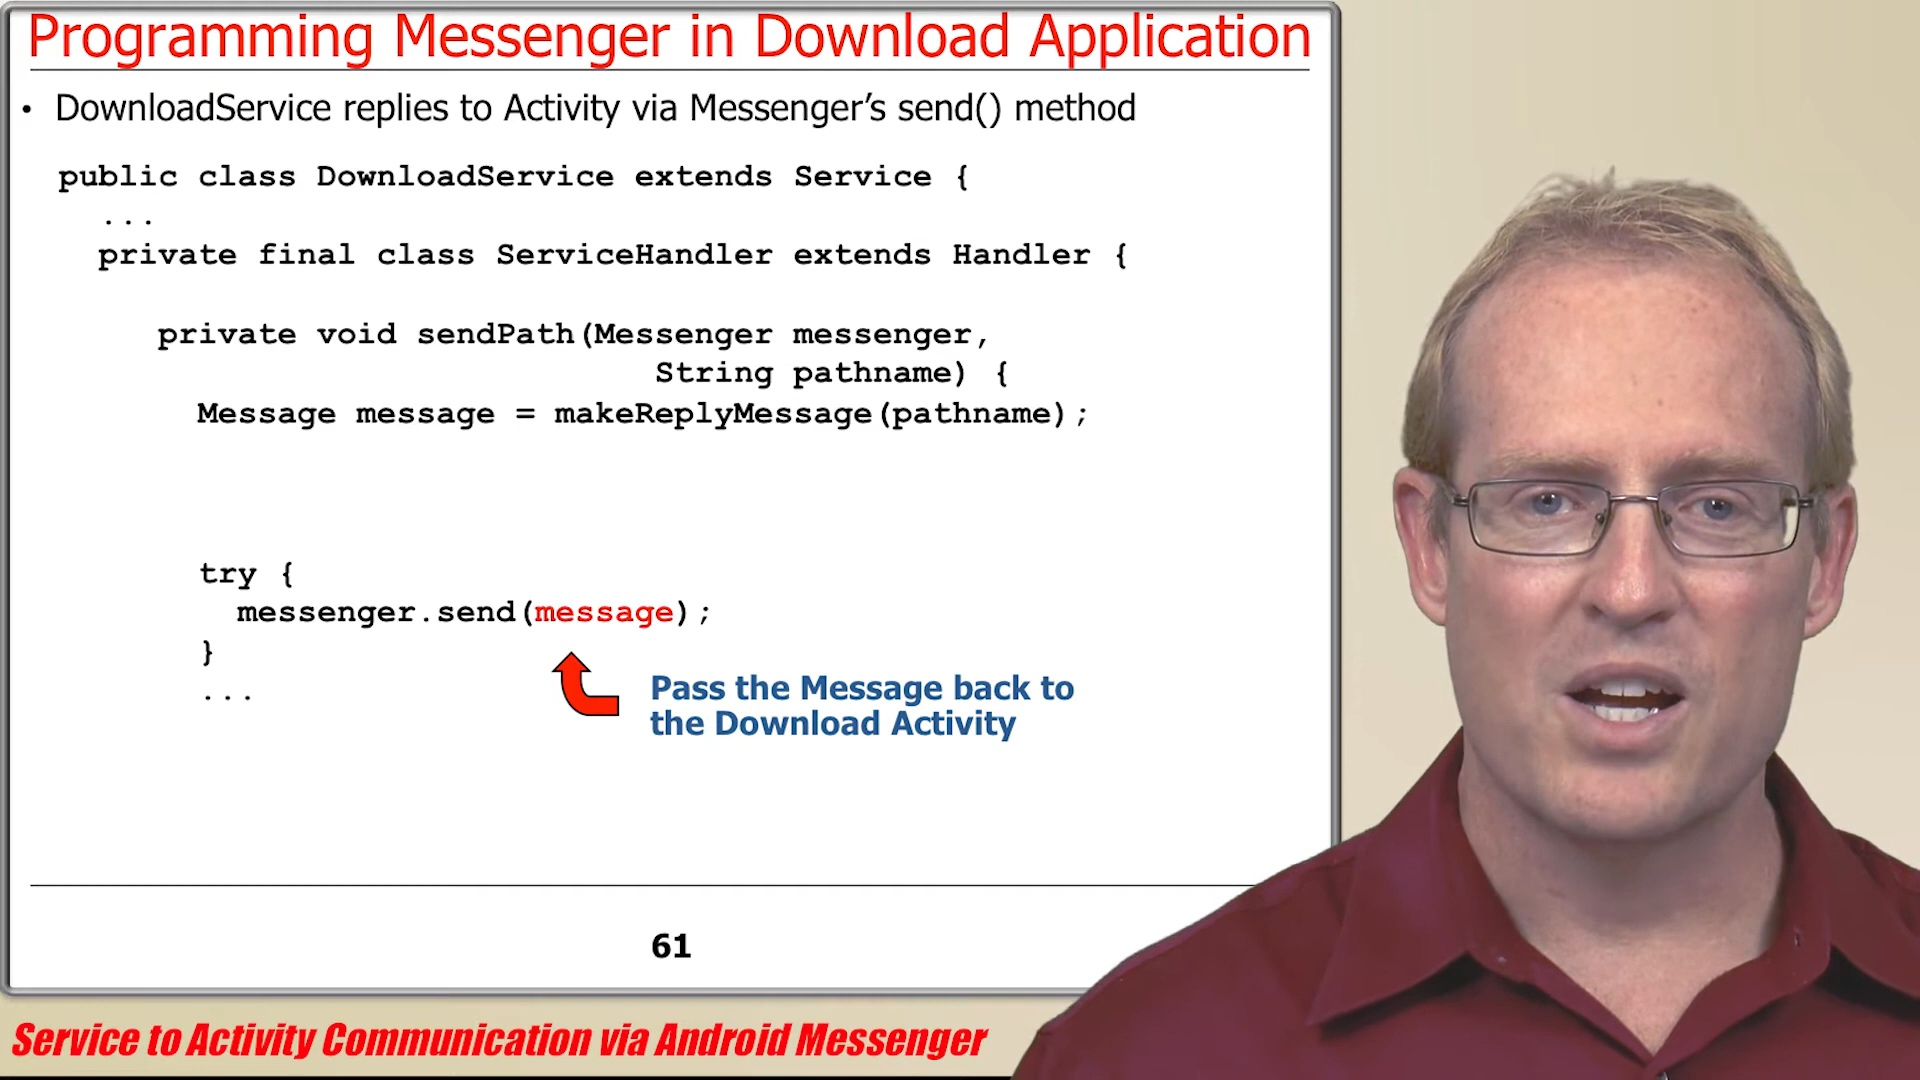 Programming Messenger in Download Application
• DownloadService replies to Activity via Messenger’s send() method
public class DownloadService extends Service {
...
private final class ServiceHandler extends Handler {
private void sendPath(Messenger messenger,
String pathname) {
Message message = makeReplyMessage(pathname);
try {
messenger.send(message);
}
...
Pass the Message back to
the Download Activity
61
Service to Activity Communication via Android Messenger